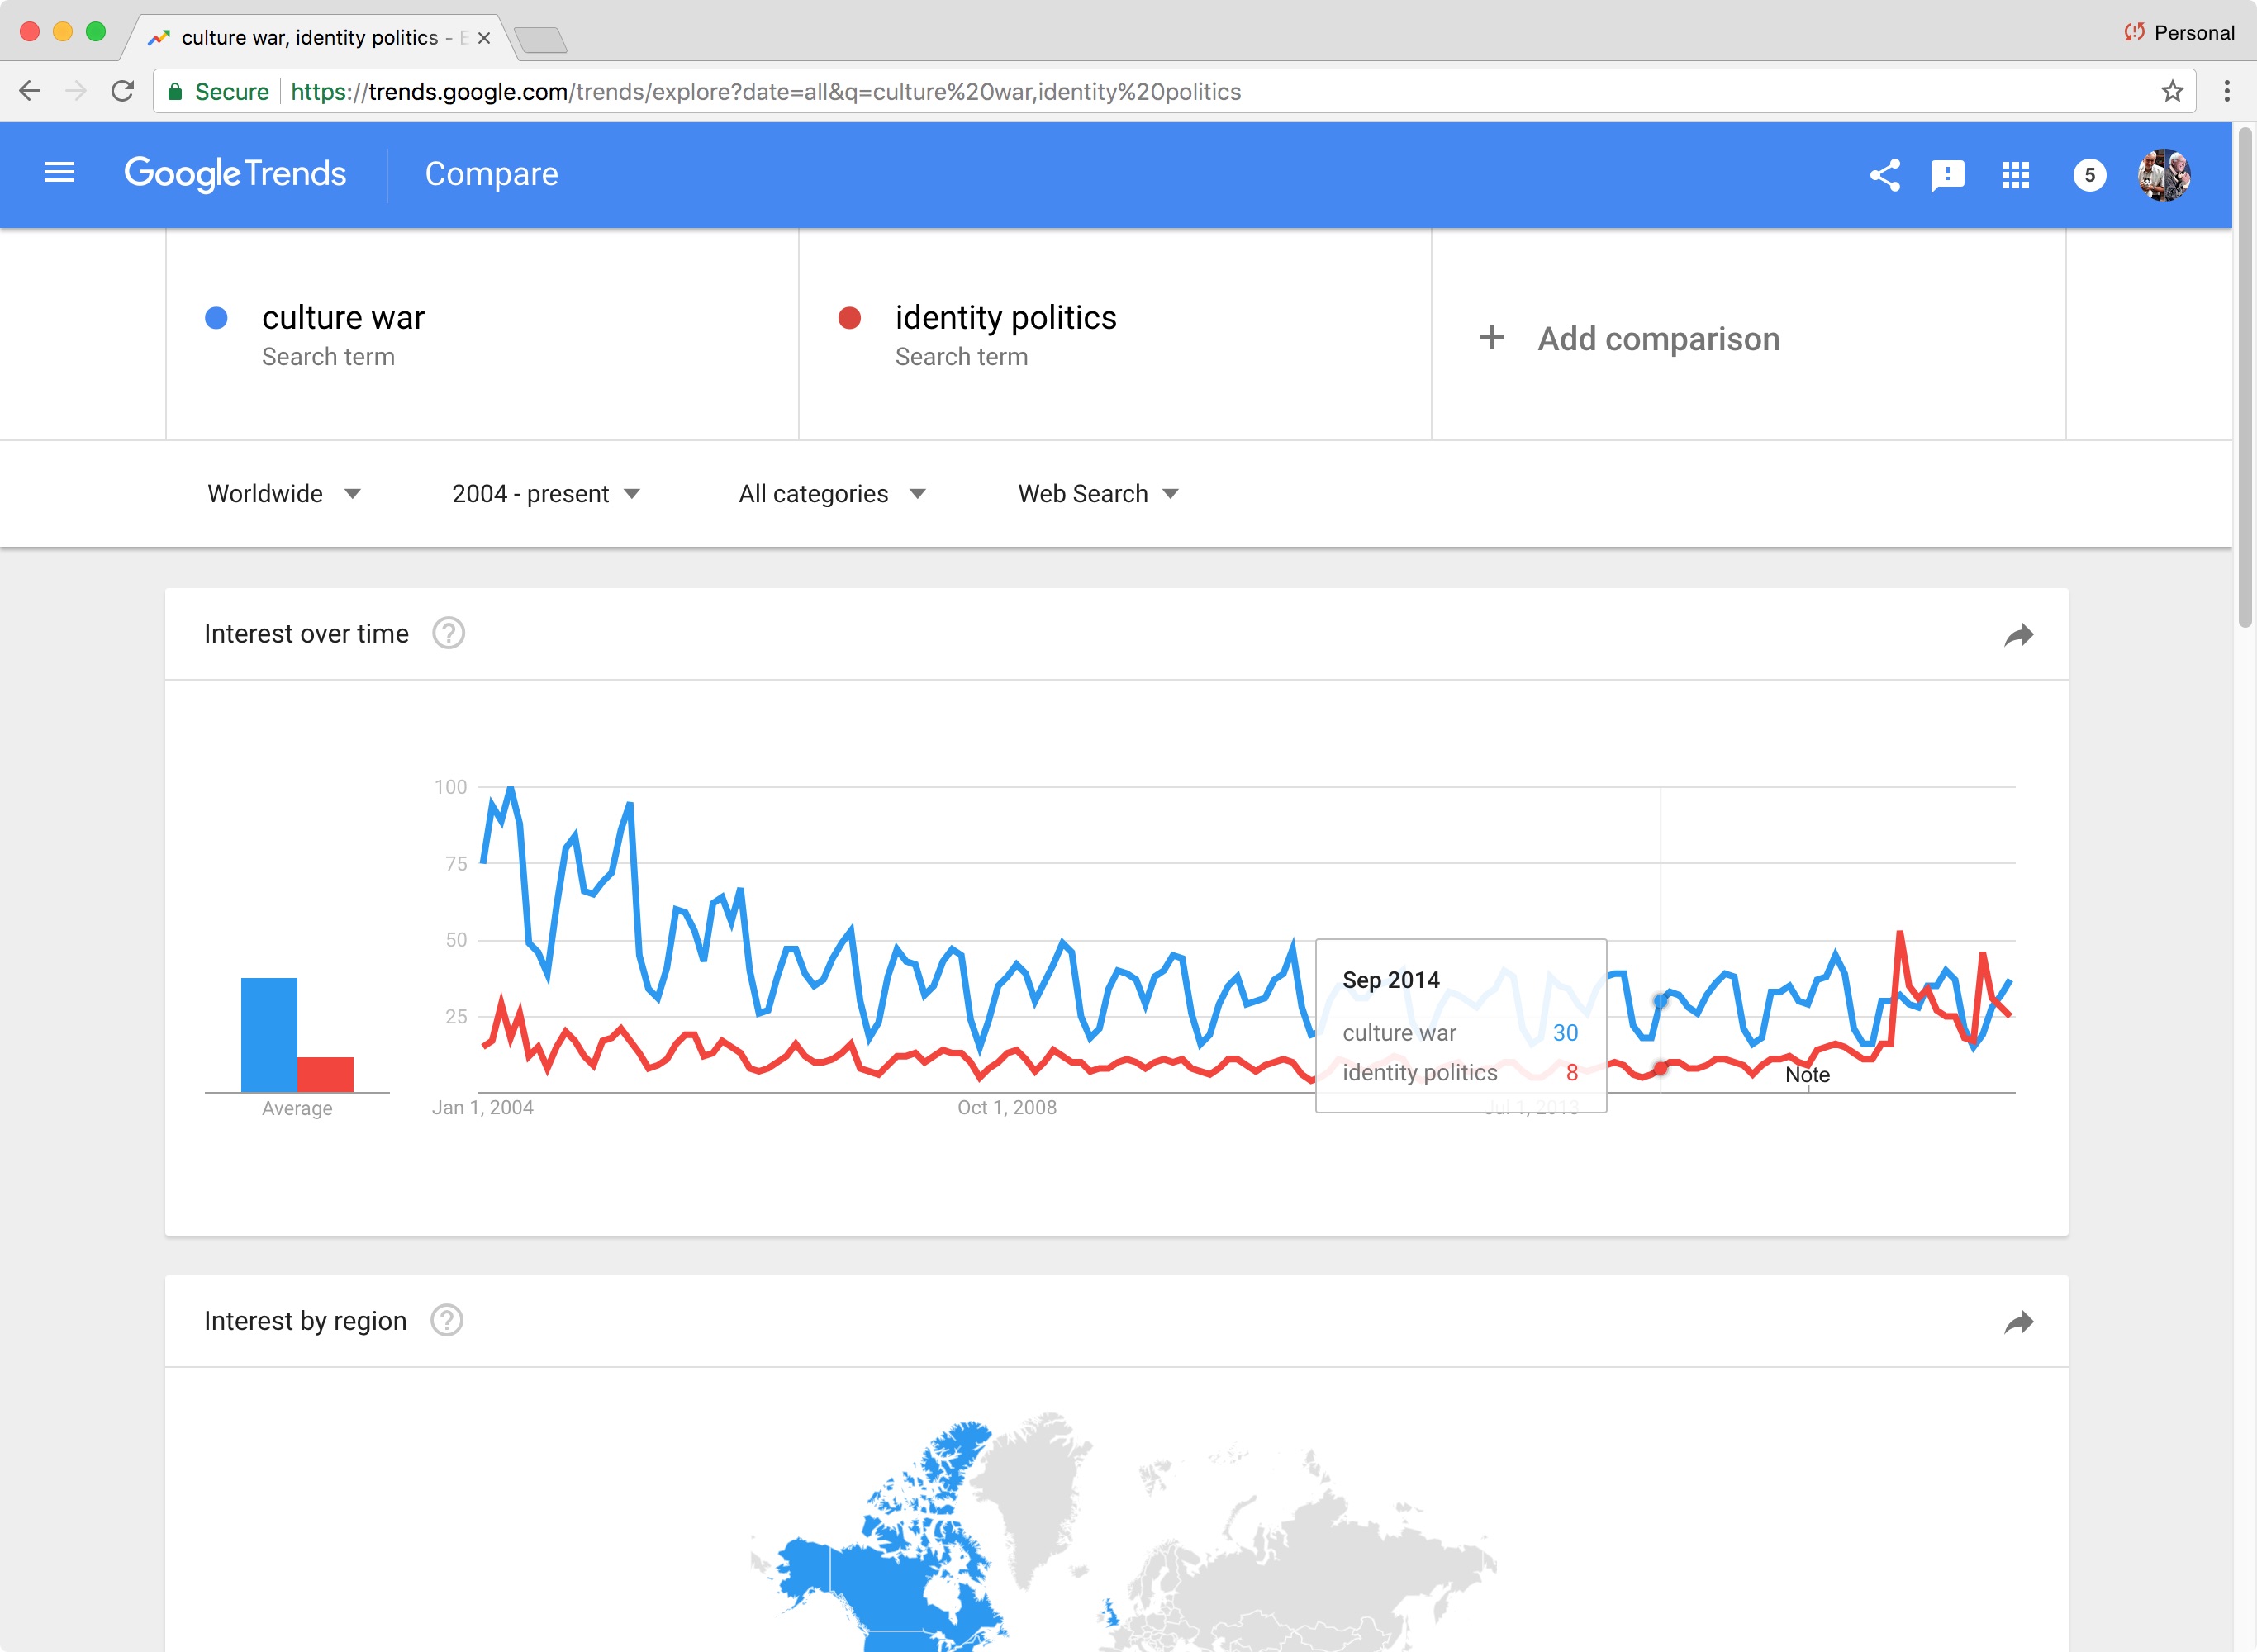 culture war, identity politics - E
Personal
Secure https://trends.google.com/trends/explore?date=all&q=culture%20war,identity%20politics
Google Trends Compare
5
culture war
Search term
identity politics
Search term
+ Add comparison
Worldwide 2004 - present All categories Web Search
Interest over time ?
100
75
50
25
Sep 2014
culture war 30
identity politics 8
Note
Average
Jan 1, 2004 Oct 1, 2008 Jul 1, 2013
Interest by region ?